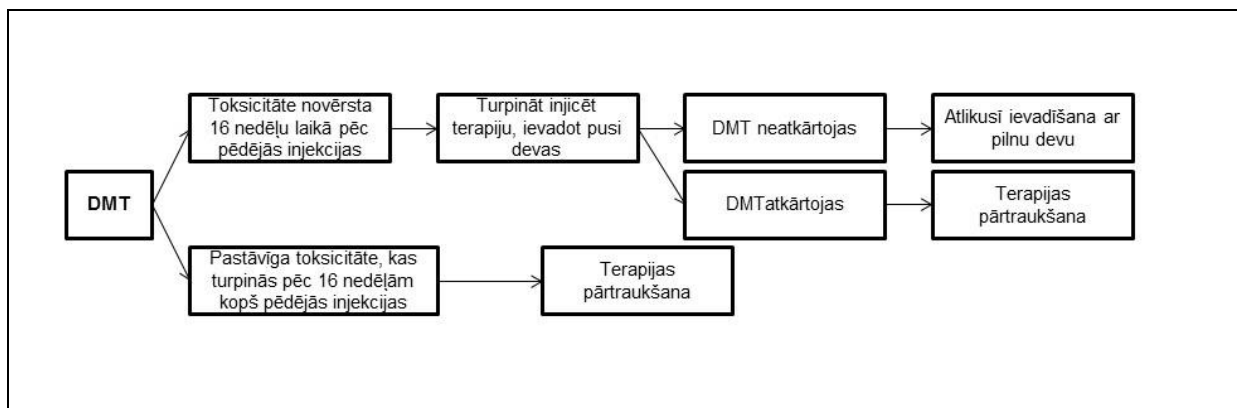 DMT
Toksicitāte novērsta
16 nedēļu laikā pēc
pēdējās injekcijas
Turpināt injicēt
terapiju, ievadot pusi
devas
DMT neatkārtojas
Atlikusī ievadīšana ar
pilnu devu
DMTatkārtojas
Terapijas
pārtraukšana
Pastāvīga toksicitāte, kas
turpinās pēc 16 nedēļām
kopš pēdējās injekcijas
Terapijas
pārtraukšana